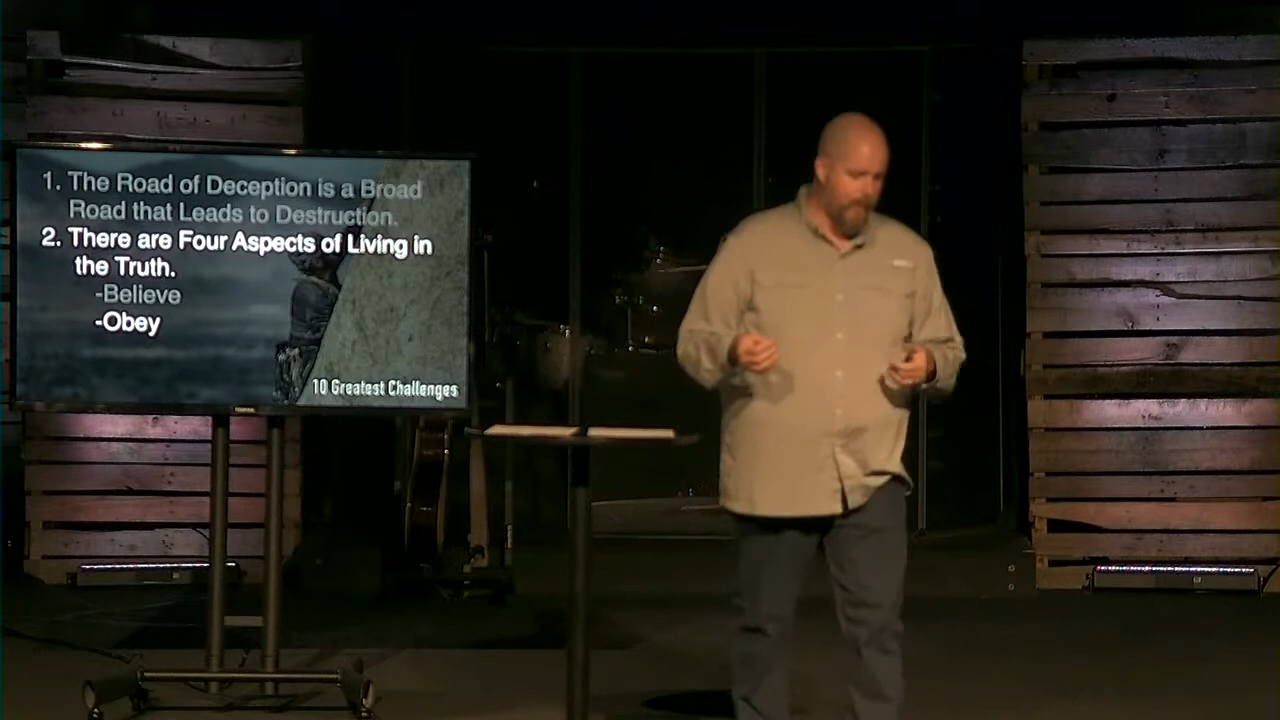 1. The Road of Deception is a Broad
Road that Leads to Destruction.
2. There are Four Aspects of Living in
the Truth.
-Believe
-Obey
10 Greatest Challenges